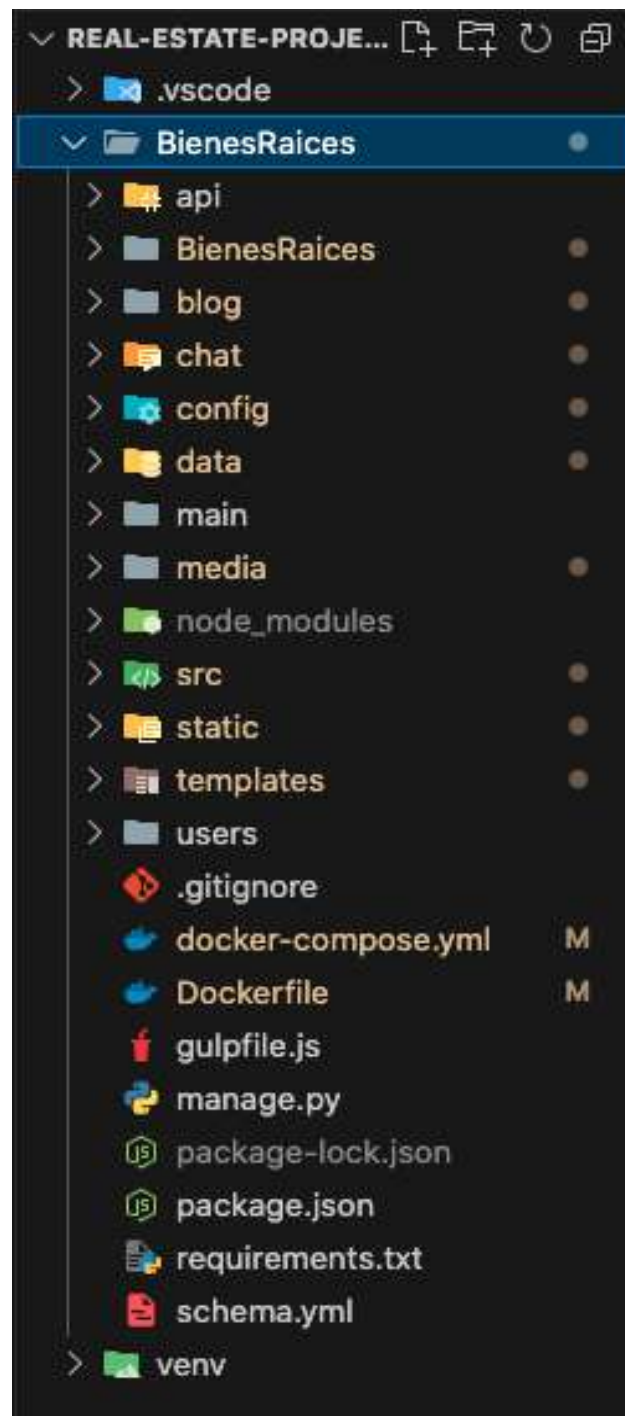 REAL-ESTATE-PROJE...
.vscode
BienesRaices
api
BienesRaices
blog
chat
config
data
main
media
node_modules
src
static
templates
users
.gitignore
docker-compose.yml M
Dockerfile M
gulpfile.js
manage.py
package-lock.json
package.json
requirements.txt
schema.yml
venv